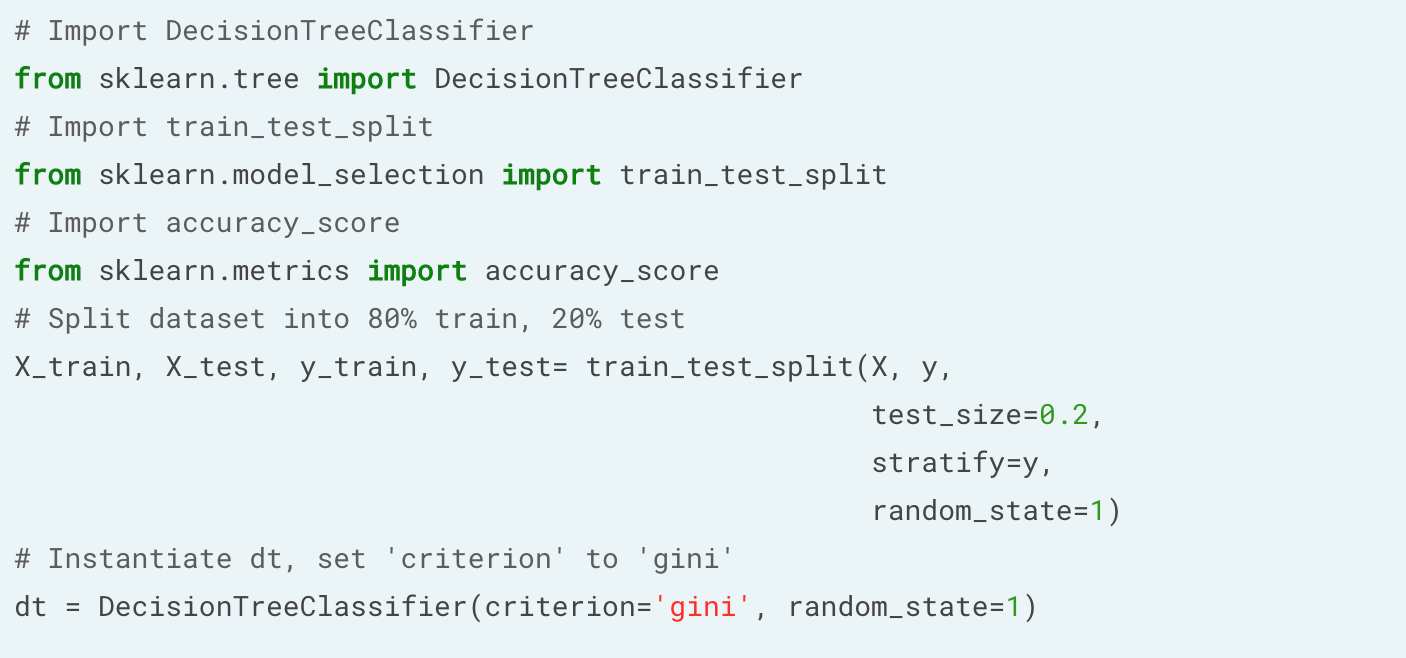 # Import DecisionTreeClassifier
from sklearn.tree import DecisionTreeClassifier
# Import train_test_split
from sklearn.model_selection import train_test_split
# Import accuracy_score
from sklearn.metrics import accuracy_score
# Split dataset into 80% train, 20% test
X_train, X_test, y_train, y_test= train_test_split(X, y,
                                                   test_size=0.2,
                                                   stratify=y,
                                                   random_state=1)
# Instantiate dt, set 'criterion' to 'gini'
dt = DecisionTreeClassifier(criterion='gini', random_state=1)